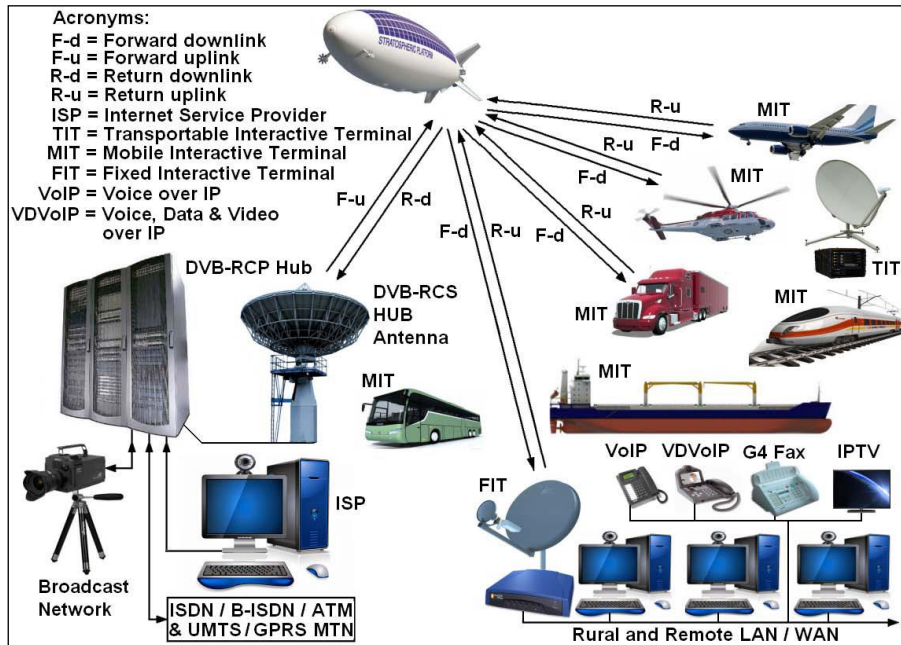 Acronyms:
F-d = Forward downlink
F-u = Forward uplink
R-d = Return downlink
R-u = Return uplink
ISP = Internet Service Provider
TIT = Transportable Interactive Terminal
MIT = Mobile Interactive Terminal
FIT = Fixed Interactive Terminal
VoIP = Voice over IP
VDVoIP = Voice, Data & Video
over IP
STRATOSPHERIC PLATFORM
R-u
MIT
R-u
F-d
F-d
MIT
F-u
R-d
F-d
R-u
F-d
R-u
TIT
DVB-RCP Hub
DVB-RCS
HUB
Antenna
MIT
MIT
MIT
MIT
VoIP
VDVoIP
G4 Fax
IPTV
FIT
ISP
Broadcast
Network
ISDN / B-ISDN / ATM
& UMTS / GPRS MTN
Rural and Remote LAN / WAN